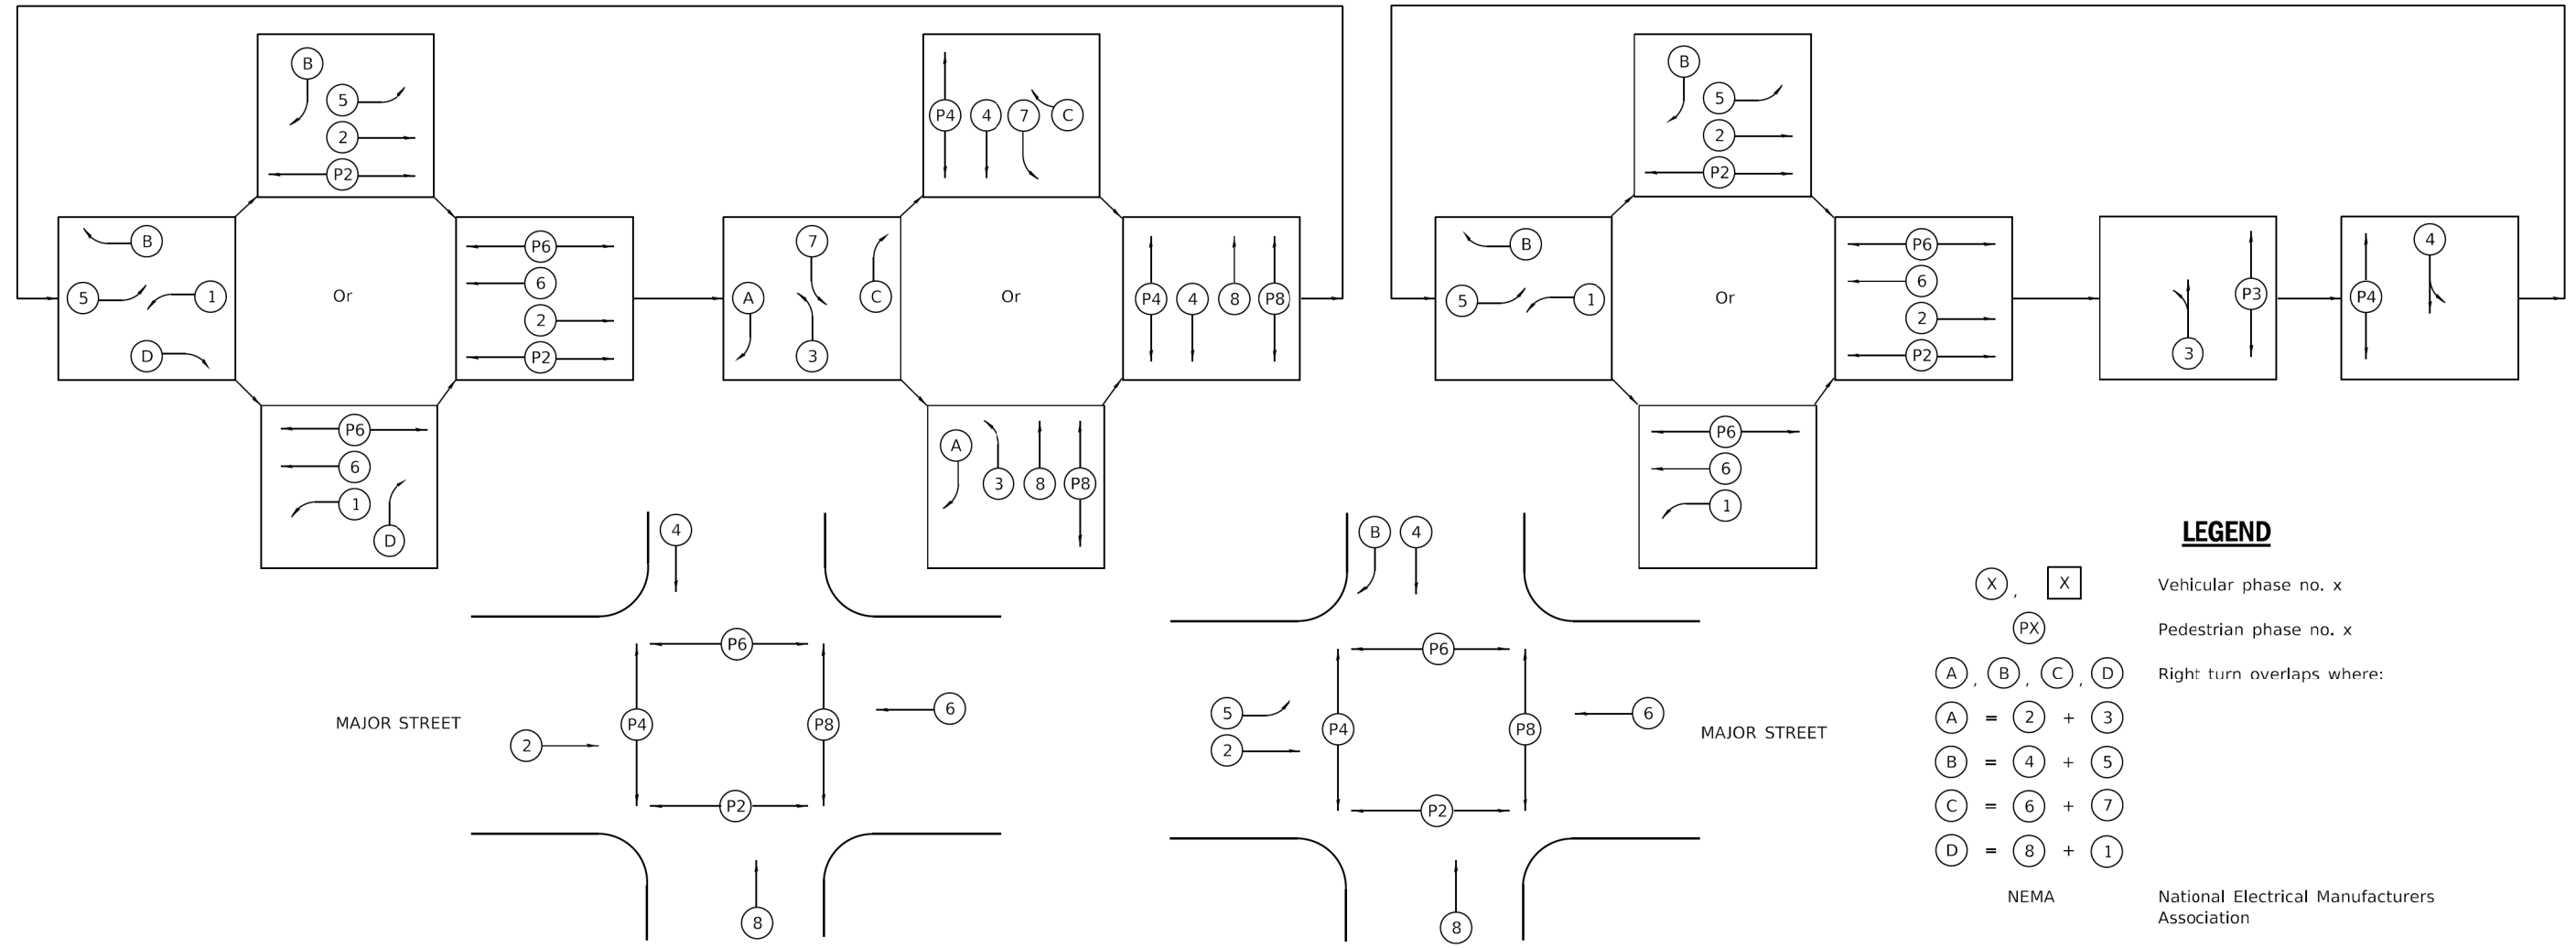 B
5
2
P2
B
5
1
D
Or
P6
6
2
P2
P6
6
1
D
P4
4
7
C
A
7
C
3
Or
P4
4
8
P8
A
3
8
P8
B
5
2
P2
B
5
1
Or
P6
6
2
P2
P6
6
1
3
P3
P4
4
4
P6
MAJOR STREET
P4
P8
6
2
P2
8
B
4
P6
5
6
2
P4
P8
MAJOR STREET
P2
8
LEGEND
X , X Vehicular phase no. x
PX Pedestrian phase no. x
A , B , C , D Right turn overlaps where:
A = 2 + 3
B = 4 + 5
C = 6 + 7
D = 8 + 1
NEMA National Electrical Manufacturers
Association